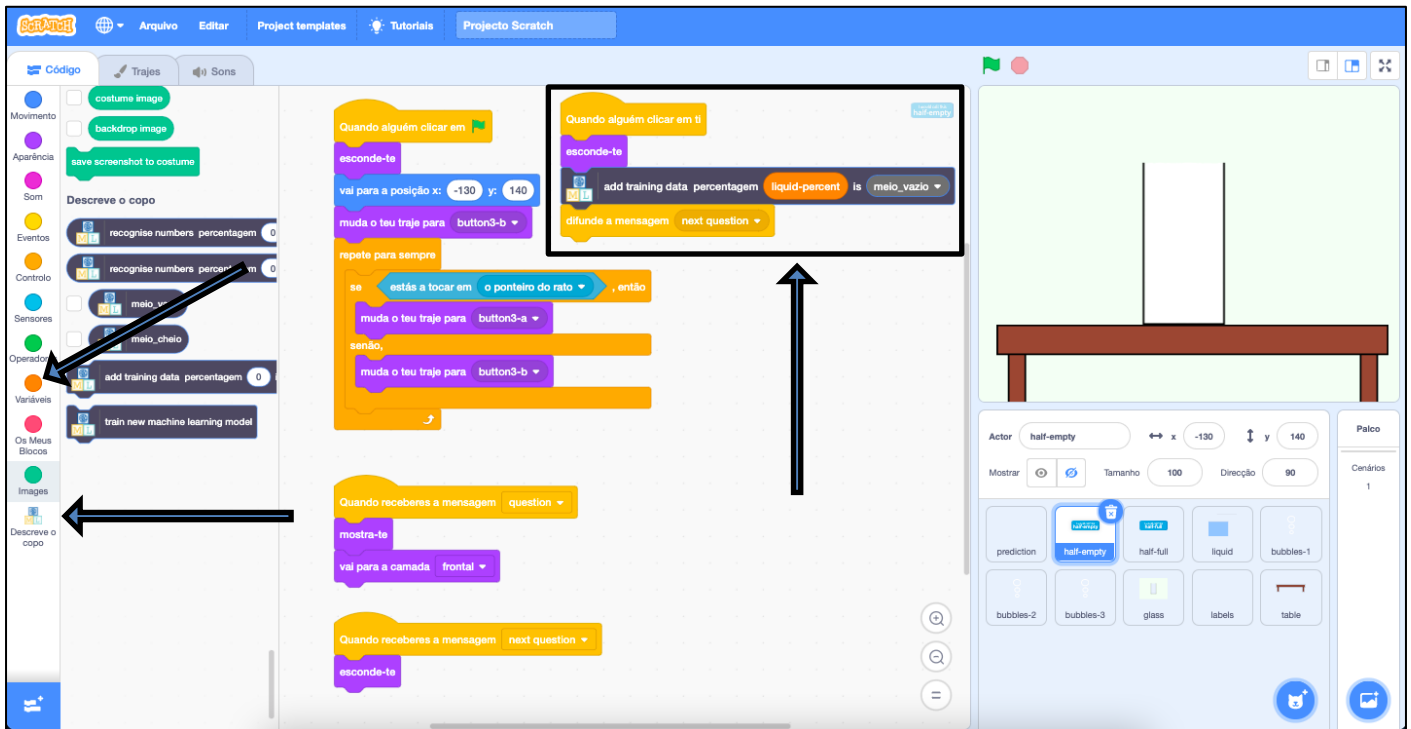 SCRATCH Arquivo Editar Project templates Tutoriais Projecto Scratch
Código Trajes Sons
Movimento
Aparência
Som
Eventos
Controlo
Sensores
Operador
Variáveis
Os Meus
Blocos
Images
Descreve o
copo
costume image
backdrop image
save screenshot to costume
Descreve o copo
recognise numbers percentagem 0
recognise numbers percentagem 0
meio_va
meio_cheio
add training data percentagem 0 i
train new machine learning model
Quando alguém clicar em
esconde-te
vai para a posição x: -130 y: 140
muda o teu traje para button3-b
repete para sempre
se estás a tocar em o ponteiro do rato , então
muda o teu traje para button3-a
senão,
muda o teu traje para button3-b
Quando receberes a mensagem question
mostra-te
vai para a camada frontal
Quando receberes a mensagem next question
esconde-te
Quando alguém clicar em ti
esconde-te
add training data percentagem liquid-percent is meio_vazio
difunde a mensagem next question
half-empty
Actor half-empty x -130 y 140
Mostrar Tamanho 100 Direcção 90
prediction half-empty half-full liquid bubbles-1
bubbles-2 bubbles-3 glass labels table
Palco
Cenários
1